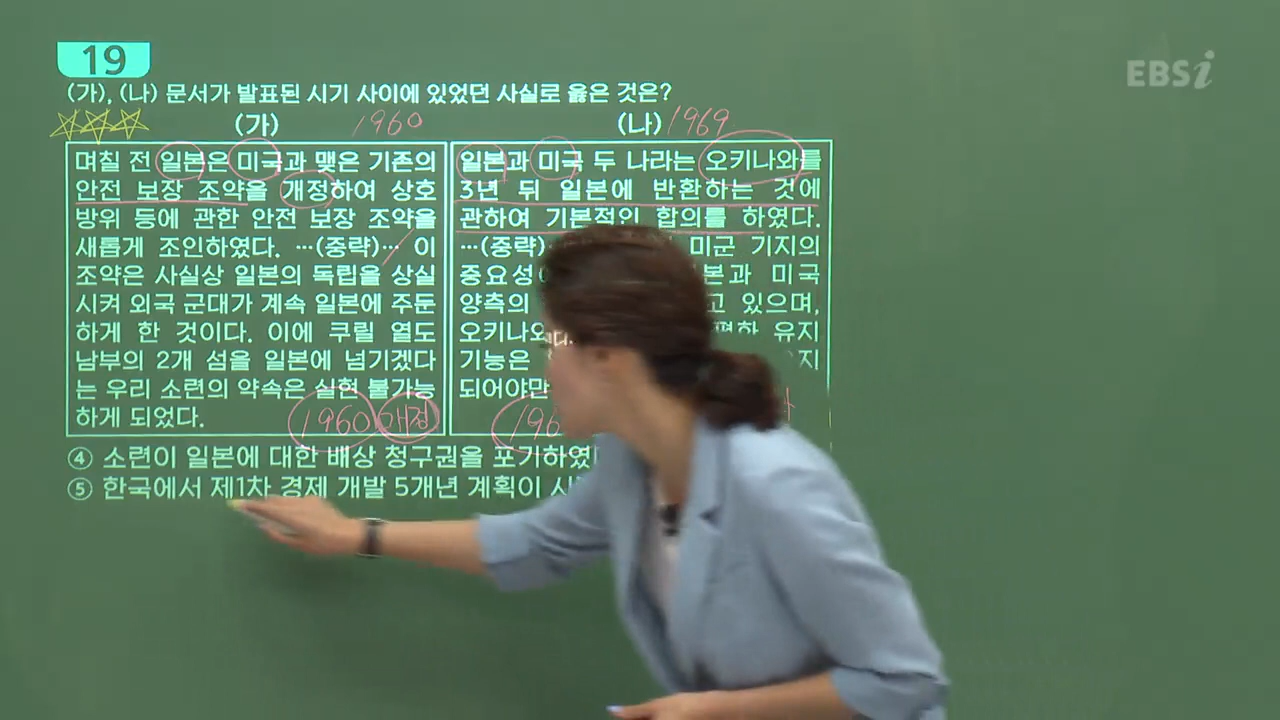 19
EBSi
(가), (나) 문서가 발표된 시기 사이에 있었던 사실로 옳은 것은?
(가) 1960
(나) 1969
며칠 전 일본은 미국과 맺은 기존의
안전 보장 조약을 개정하여 상호
방위 등에 관한 안전 보장 조약을
새롭게 조인하였다. …(중략)… 이
조약은 사실상 일본의 독립을 상실
시켜 외국 군대가 계속 일본에 주둔
하게 한 것이다. 이에 쿠릴 열도
남부의 2개 섬을 일본에 넘기겠다
는 우리 소련의 약속은 실현 불가능
하게 되었다.
1960 개정
일본과 미국 두 나라는 오키나와를
3년 뒤 일본에 반환하는 것에
관하여 기본적인 합의를 하였다.
…(중략) 미군 기지의
중요성 본과 미국
양측의 고 있으며,
오키나와 유지
기능은 지
되어야만
196
④ 소련이 일본에 대한 배상 청구권을 포기하였
⑤ 한국에서 제1차 경제 개발 5개년 계획이